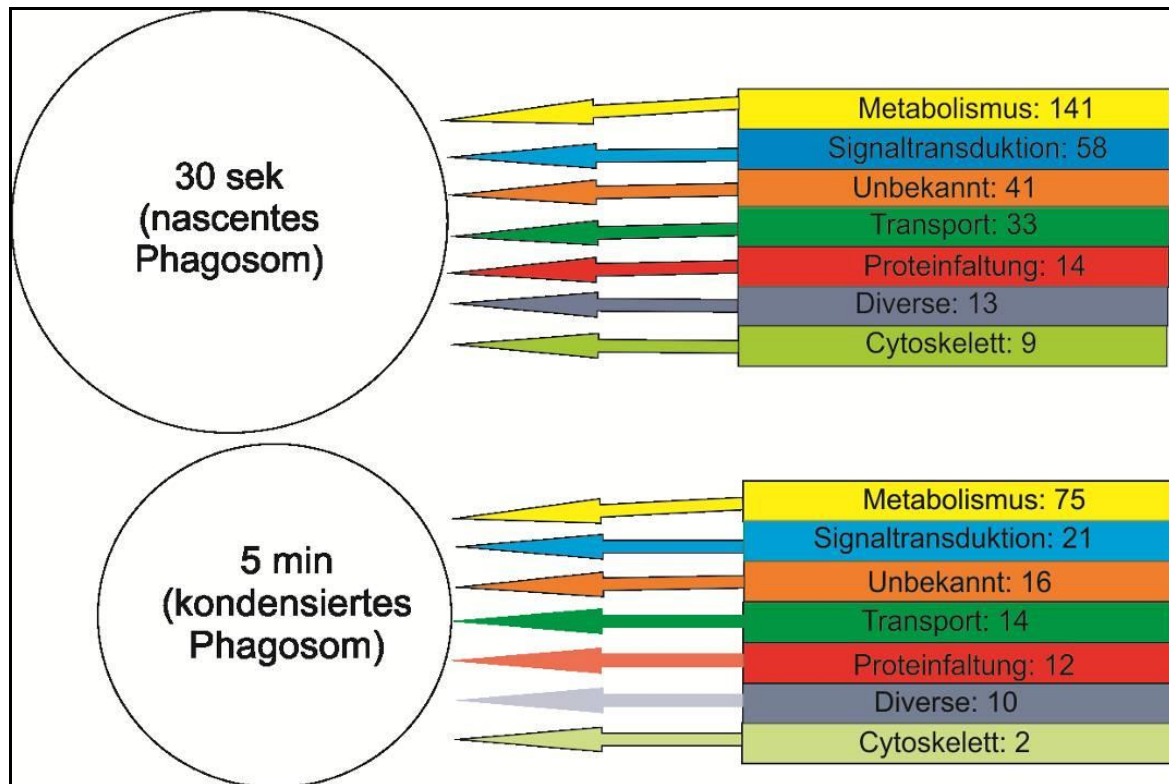 30 sek
(nascentes
Phagosom)
Metabolismus: 141
Signaltransduktion: 58
Unbekannt: 41
Transport: 33
Proteinfaltung: 14
Diverse: 13
Cytoskelett: 9
5 min
(kondensiertes
Phagosom)
Metabolismus: 75
Signaltransduktion: 21
Unbekannt: 16
Transport: 14
Proteinfaltung: 12
Diverse: 10
Cytoskelett: 2